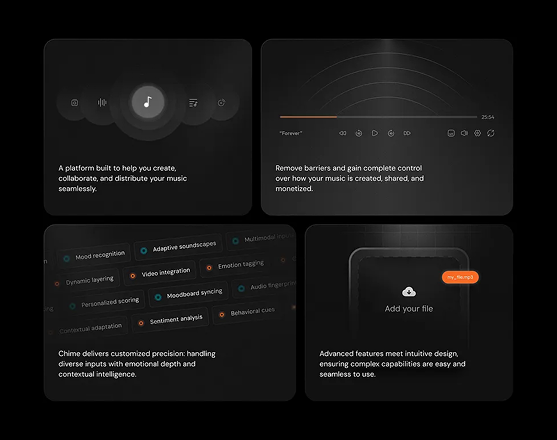 A platform built to help you create,
collaborate, and distribute your music
seamlessly.
25:54
"Forever"
Remove barriers and gain complete control
over how your music is created, shared, and
monetized.
Mood recognition
Adaptive soundscapes
Multimodal
Dynamic layering
Video integration
Emotion tagging
Personalized scoring
Moodboard syncing
Audio fingerprin
Contextual adaptation
Sentiment analysis
Behavioral cues
Chime delivers customized precision: handling
diverse inputs with emotional depth and
contextual intelligence.
my_file.mp3
Add your file
Advanced features meet intuitive design,
ensuring complex capabilities are easy and
seamless to use.